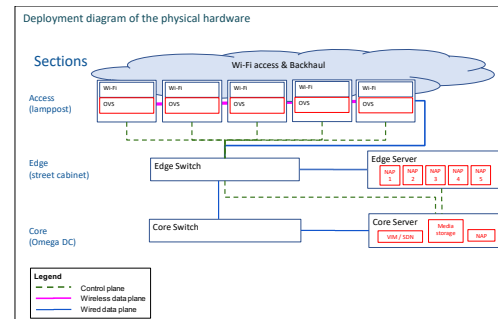 Deployment diagram of the physical hardware
Sections
Wi-Fi access & Backhaul
Access
(lamppost)
Wi-Fi Wi-Fi Wi-Fi Wi-Fi Wi-Fi
OVS OVS OVS OVS OVS
Edge
(street cabinet)
Edge Switch
Edge Server
NAP NAP NAP NAP NAP
1 2 3 4 5
Core
(Omega DC)
Core Switch
Core Server
VIM / SDN
Media
storage
NAP
Legend
Control plane
Wireless data plane
Wired data plane